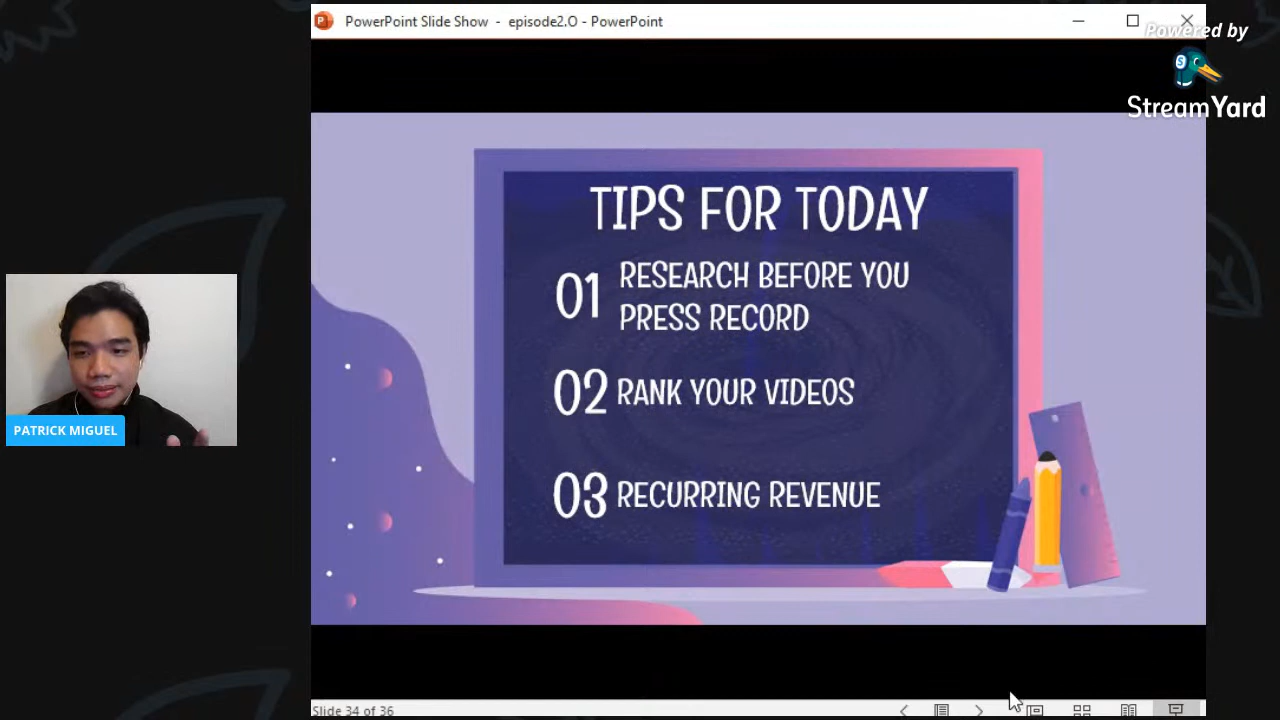 PowerPoint Slide Show - episode2.O - PowerPoint
Powered by
StreamYard
TIPS FOR TODAY
01 RESEARCH BEFORE YOU
PRESS RECORD
02 RANK YOUR VIDEOS
03 RECURRING REVENUE
PATRICK MIGUEL
Slide 34 of 36